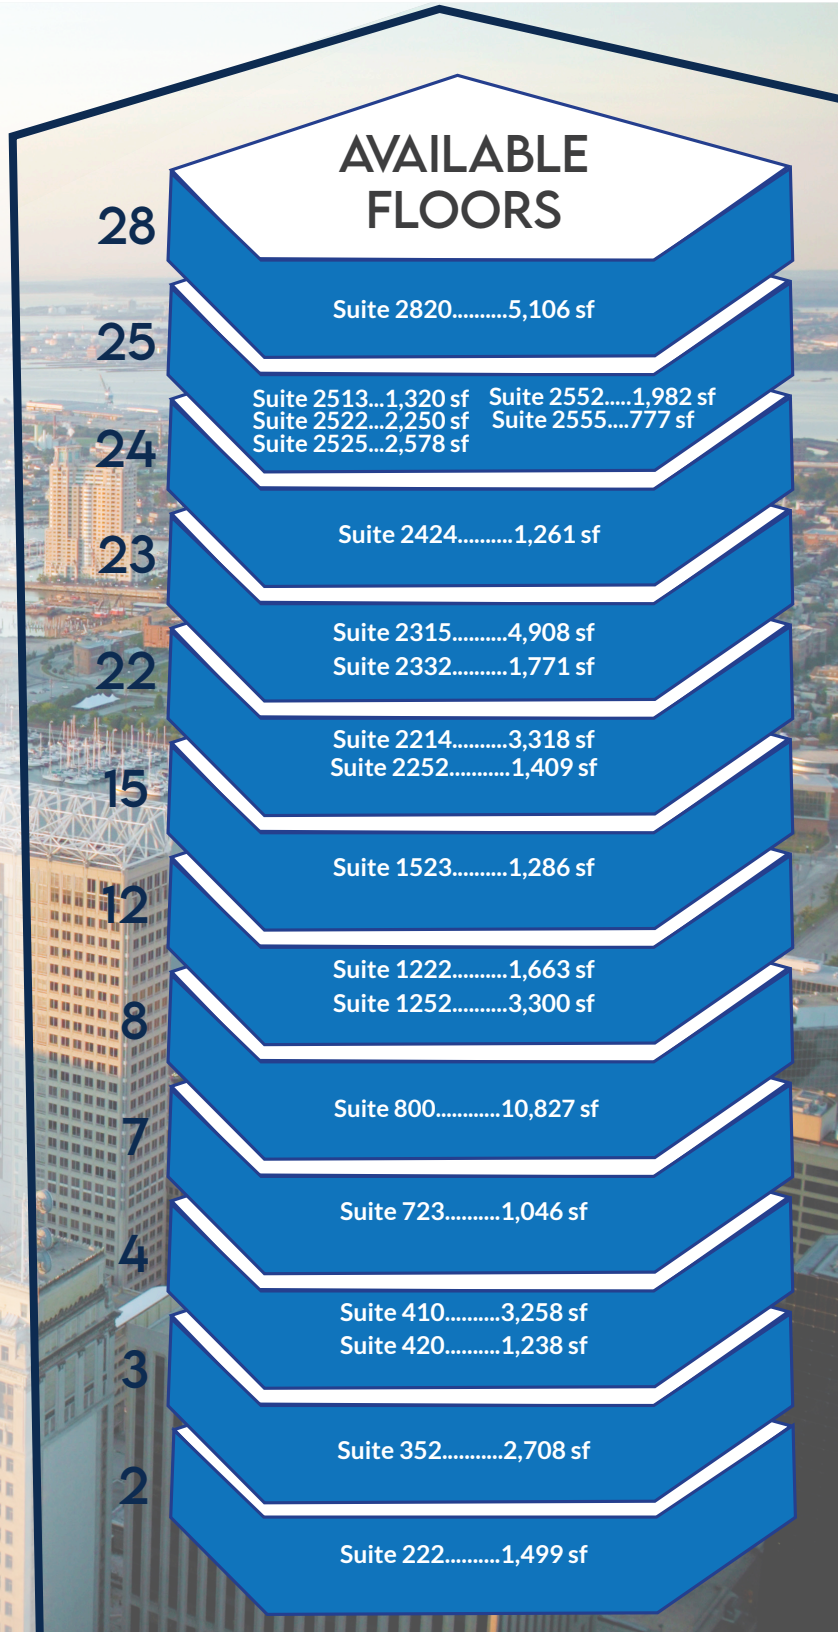 AVAILABLE
FLOORS
28
Suite 2820..........5,106 sf
25
Suite 2513...1,320 sf
Suite 2522...2,250 sf
Suite 2525...2,578 sf
Suite 2552.....1,982 sf
Suite 2555....777 sf
24
Suite 2424..........1,261 sf
23
Suite 2315..........4,908 sf
Suite 2332..........1,771 sf
22
Suite 2214..........3,318 sf
Suite 2252...........1,409 sf
15
Suite 1523..........1,286 sf
12
Suite 1222..........1,663 sf
Suite 1252..........3,300 sf
8
Suite 800............10,827 sf
7
Suite 723..........1,046 sf
4
Suite 410..........3,258 sf
Suite 420..........1,238 sf
3
Suite 352...........2,708 sf
2
Suite 222..........1,499 sf